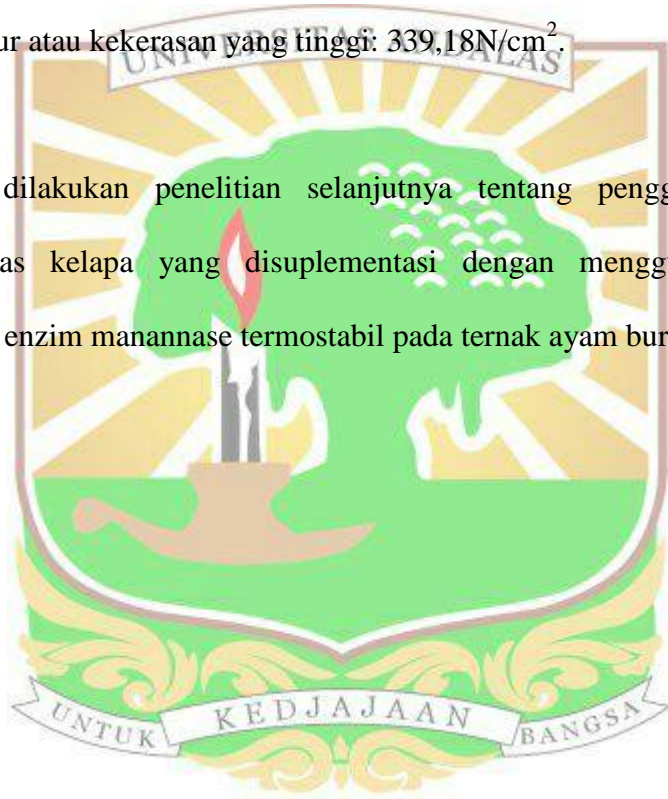 ur atau kekerasan yang tinggi: 339,18N/cm².
UNIVERSITAS ANDALAS
dilakukan penelitian selanjutnya tentang pengg
as kelapa yang disuplementasi dengan mengg
enzim manannase termostabil pada ternak ayam bur
UNTUK KEDJAJAAN BANGSA